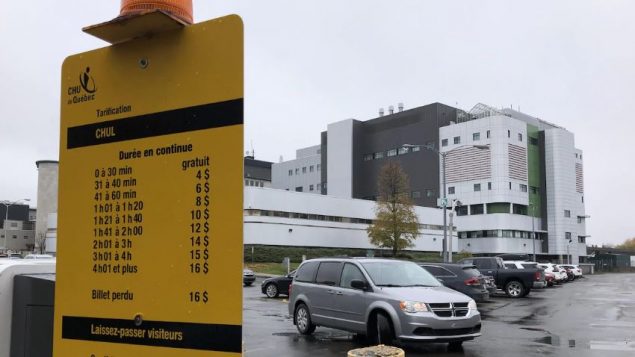 CHU
de Québec
Tarification
CHUL
Durée en continue
0 à 30 min gratuit
31 à 40 min 4 $
41 à 60 min 6 $
1h01 à 1h20 8 $
1h21 à 1h40 10 $
1h41 à 2h00 12 $
2h01 à 3h 14 $
3h01 à 4h 15 $
4h01 et plus 16 $
Billet perdu 16 $
Laissez-passer visiteurs